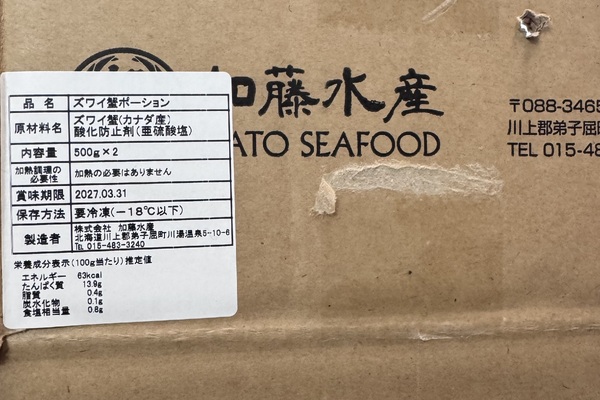 加藤水産
ATO SEAFOOD
〒088-3465
川上郡弟子屈町
TEL 015-48
品名 ズワイ蟹ポーション
原材料名 ズワイ蟹(カナダ産)
酸化防止剤(亜硫酸塩)
内容量 500g×2
加熱調理の必要性 加熱の必要はありません
賞味期限 2027.03.31
保存方法 要冷凍(-18℃以下)
製造者 株式会社 加藤水産
北海道川上郡弟子屈町川湯温泉5-10-6
TEL 015-483-3240
栄養成分表示(100g当たり)推定値
エネルギー 63kcal
たんぱく質 13.9g
脂質 0.4g
炭水化物 0.1g
食塩相当量 0.8g